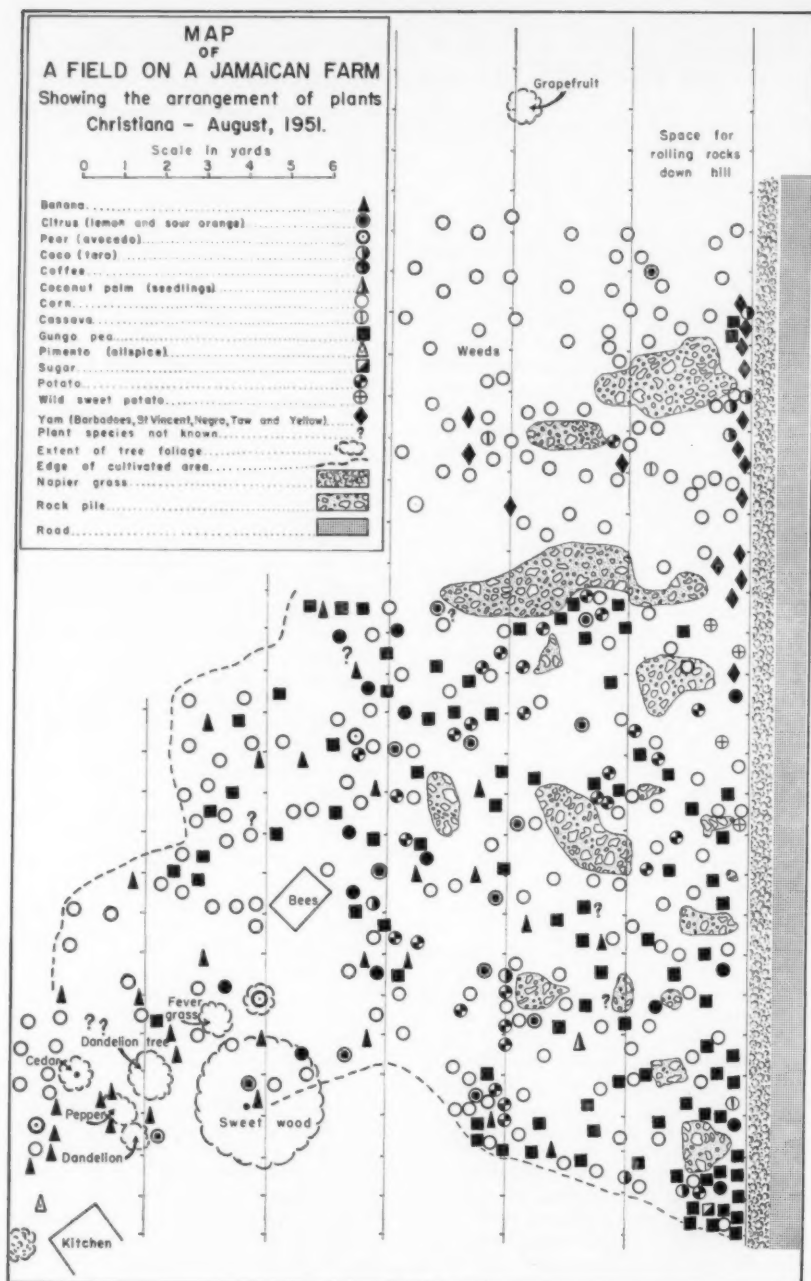 MAP
OF
A FIELD ON A JAMAICAN FARM
Showing the arrangement of plants
Christiana – August, 1951.
Scale in yards
0 1 2 3 4 5 6
Banana
Citrus (lemon and sour orange)
Pear (avocado)
Coco (taro)
Coffee
Coconut palm (seedlings)
Corn
Cassava
Gungo pea
Pimento (allspice)
Sugar
Potato
Wild sweet potato
Yam (Barbadoes, St Vincent, Negro, Taw and Yellow)
Plant species not known ?
Extent of tree foliage
Edge of cultivated area
Napier grass
Rock pile
Road
Grapefruit
Space for
rolling rocks
down hill
Weeds
?
?
?
Bees
?
Fever
grass
?
? ?
Dandelion tree
Cedar
Pepper
Sweet wood
?
Dandelion
Kitchen